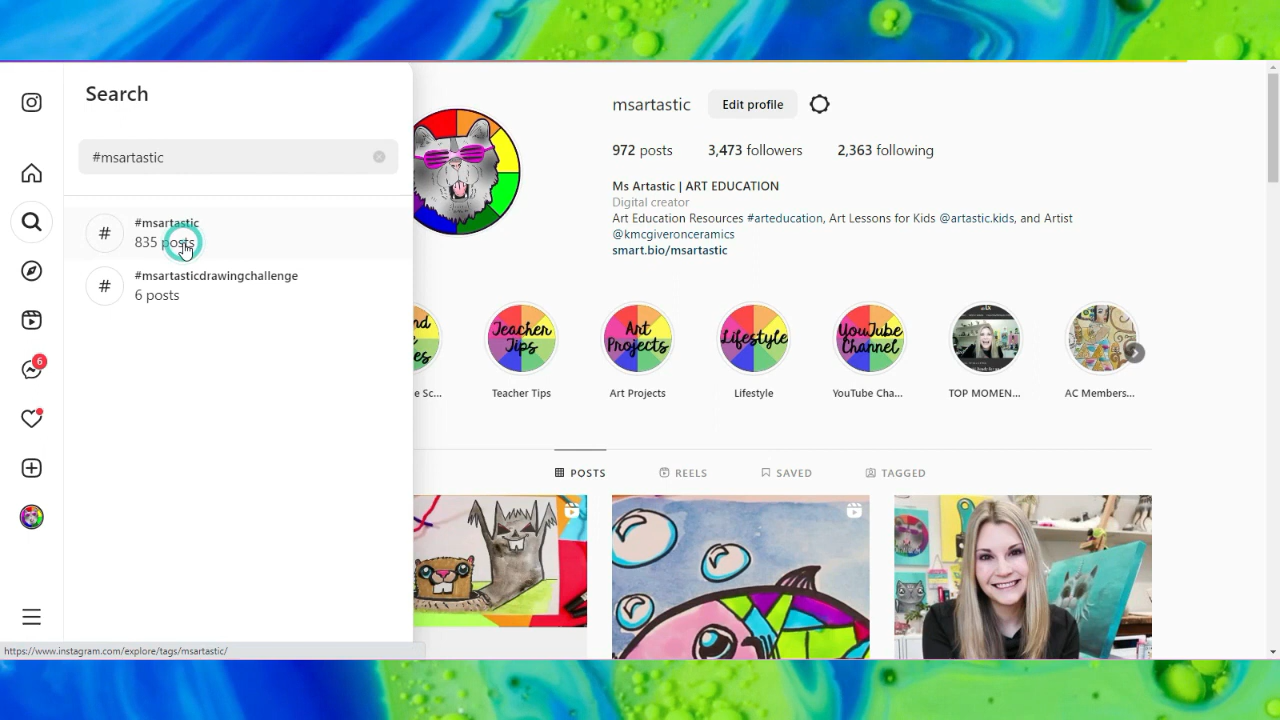 Search
#msartastic
#msartastic
835 posts
#msartasticdrawingchallenge
6 posts
6
msartastic
Edit profile
972 posts 3,473 followers 2,363 following
Ms Artastic | ART EDUCATION
Digital creator
Art Education Resources #arteducation, Art Lessons for Kids @artastic.kids, and Artist
@kmcgiveronceramics
smart.bio/msartastic
Teacher
Tips
Art
Projects
Lifestyle
YouTube
Channel
Teacher Tips
Art Projects
Lifestyle
YouTube Cha...
TOP MOMEN...
AC Members...
POSTS
REELS
SAVED
TAGGED
https://www.instagram.com/explore/tags/msartastic/